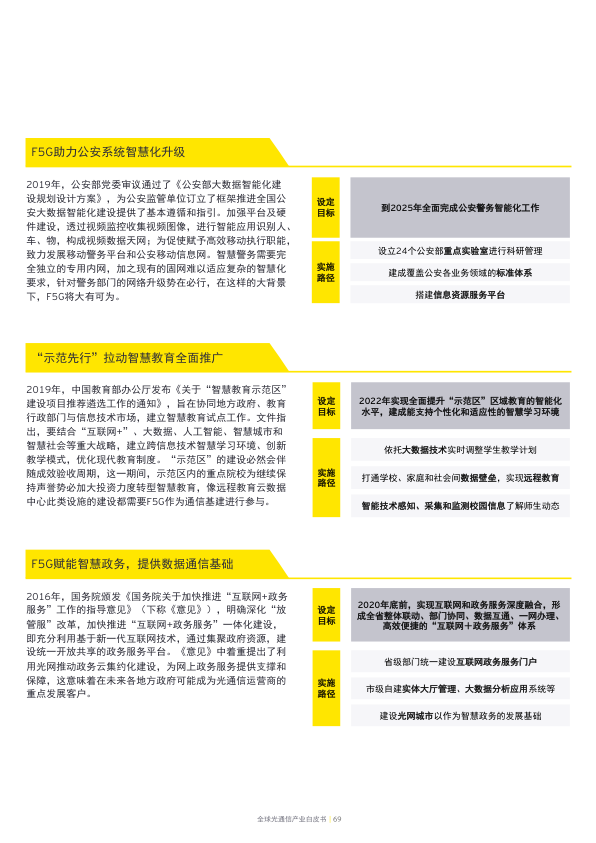 F5G助力公安系统智慧化升级
2019年，公安部党委审议通过了《公安部大数据智能化建
设规划设计方案》，为公安监管单位订立了框架推进全国公
安大数据智能化建设提供了基本遵循和指引。加强平台及硬
件建设，透过视频监控收集视频图像，进行智能应用识别人、
车、物，构成视频数据天网；为促使赋予高效移动执行职能，
致力发展移动警务平台和公安移动信息网。智慧警务需要完
全独立的专用内网，加之现有的固网难以适应复杂的智慧化
要求，针对警务部门的网络升级势在必行，在这样的大背景
下，F5G将大有可为。
设定
目标
到2025年全面完成公安警务智能化工作
实施
路径
设立24个公安部重点实验室进行科研管理
建成覆盖公安各业务领域的标准体系
搭建信息资源服务平台
“示范先行”拉动智慧教育全面推广
2019年，中国教育部办公厅发布《关于“智慧教育示范区”
建设项目推荐遴选工作的通知》，旨在协同地方政府、教育
行政部门与信息技术市场，建立智慧教育试点工作。文件指
出，要结合“互联网+”、大数据、人工智能、智慧城市和
智慧社会等重大战略，建立跨信息技术智慧学习环境、创新
教学模式，优化现代教育制度。“示范区”的建设必然会伴
随成效验收周期，这一期间，示范区内的重点院校为继续保
持声誉势必加大投资力度转型智慧教育，像远程教育云数据
中心此类设施的建设都需要F5G作为通信基建进行参与。
设定
目标
2022年实现全面提升“示范区”区域教育的智能化
水平，建成能支持个性化和适应性的智慧学习环境
实施
路径
依托大数据技术实时调整学生教学计划
打通学校、家庭和社会间数据壁垒，实现远程教育
智能技术感知、采集和监测校园信息了解师生动态
F5G赋能智慧政务，提供数据通信基础
2016年，国务院颁发《国务院关于加快推进“互联网+政务
服务”工作的指导意见》（下称《意见》），明确深化“放
管服”改革，加快推进“互联网+政务服务”一体化建设，
即充分利用基于新一代互联网技术，通过集聚政府资源，建
设统一开放共享的政务服务平台。《意见》中着重提出了利
用光网推动政务云集约化建设，为网上政务服务提供支撑和
保障，这意味着在未来各地方政府可能成为光通信运营商的
重点发展客户。
设定
目标
2020年底前，实现互联网和政务服务深度融合，形
成全省整体联动、部门协同、数据互通、一网办理、
高效便捷的“互联网＋政务服务”体系
实施
路径
省级部门统一建设互联网政务服务门户
市级自建实体大厅管理、大数据分析应用系统等
建设光网城市以作为智慧政务的发展基础
全球光通信产业白皮书 | 69